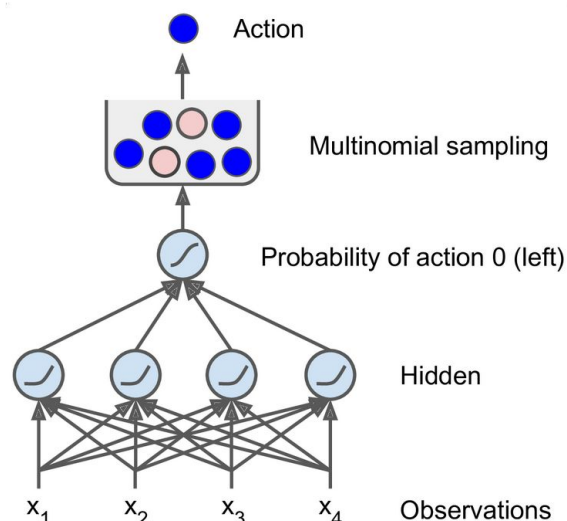 Action
Multinomial sampling
Probability of action 0 (left)
Hidden
x₁ x₂ x₃ x₄ Observations